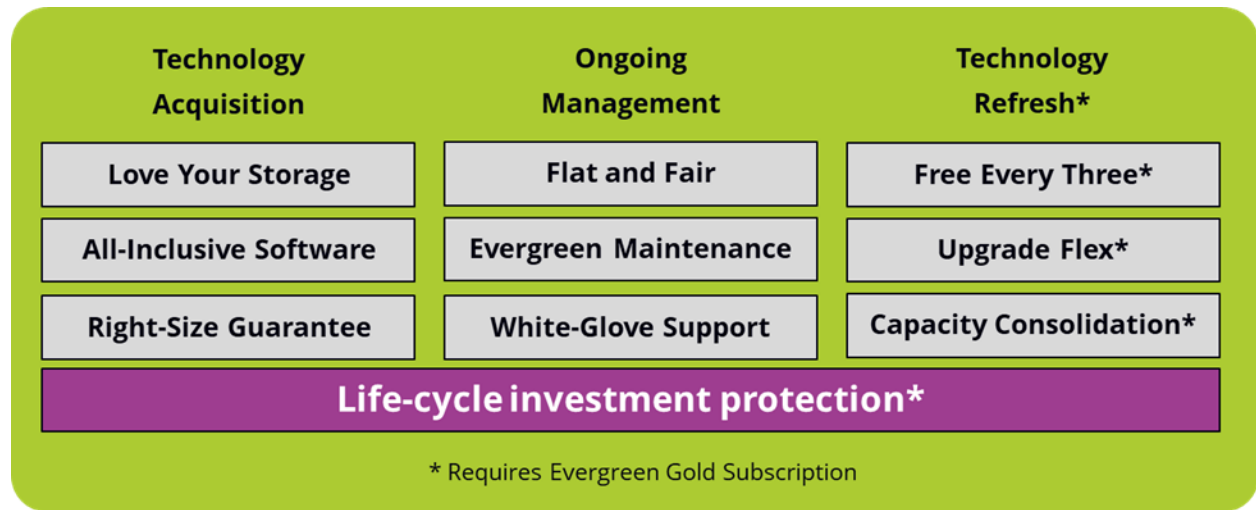 Technology
Acquisition
Love Your Storage
All-Inclusive Software
Right-Size Guarantee
Ongoing
Management
Flat and Fair
Evergreen Maintenance
White-Glove Support
Technology
Refresh*
Free Every Three*
Upgrade Flex*
Capacity Consolidation*
Life-cycle investment protection*
* Requires Evergreen Gold Subscription